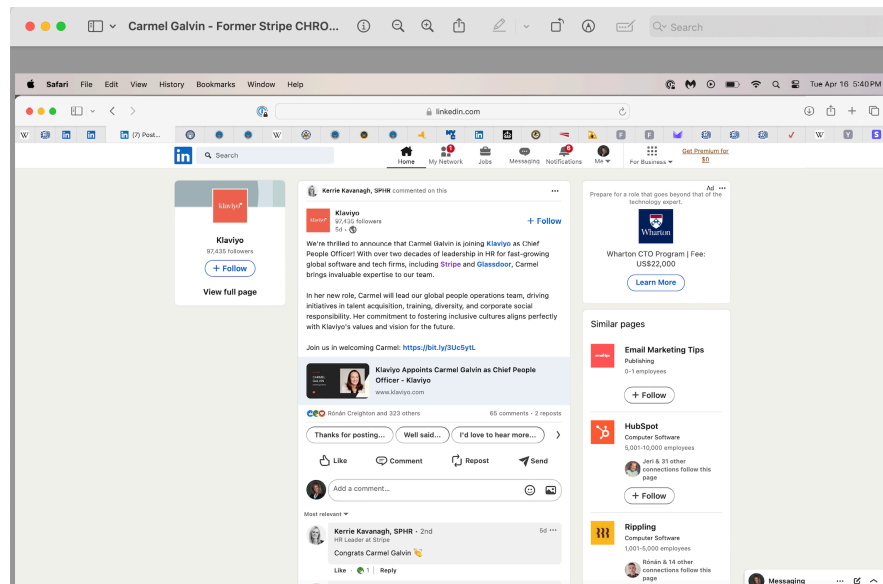 Carmel Galvin - Former Stripe CHRO...
Search
Safari File Edit View History Bookmarks Window Help
Tue Apr 16 5:40 PM
linkedin.com
(7) Post...
in
Search
Home
My Network
Jobs
Messaging
Notifications
Me
For Business
Get Premium for
$0
Klaviyo
Klaviyo
97,435 followers
+ Follow
View full page
Kerrie Kavanagh, SPHR commented on this
Klaviyo
97,435 followers
5d
+ Follow
We're thrilled to announce that Carmel Galvin is joining Klaviyo as Chief
People Officer! With over two decades of leadership in HR for fast-growing
global software and tech firms, including Stripe and Glassdoor, Carmel
brings invaluable expertise to our team.
In her new role, Carmel will lead our global people operations team, driving
initiatives in talent acquisition, training, diversity, and corporate social
responsibility. Her commitment to fostering inclusive cultures aligns perfectly
with Klaviyo's values and vision for the future.
Join us in welcoming Carmel: https://bit.ly/3Uc5ytL
Klaviyo Appoints Carmel Galvin as Chief People
Officer - Klaviyo
www.klaviyo.com
Rónán Creighton and 323 others
65 comments · 2 reposts
Thanks for posting...
Well said...
I'd love to hear more...
Like
Comment
Repost
Send
Add a comment...
Most relevant
Kerrie Kavanagh, SPHR · 2nd
5d
HR Leader at Stripe
Congrats Carmel Galvin 👏
Like · 1 | Reply
Ad
Prepare for a role that goes beyond that of the
technology expert.
Wharton
Wharton CTO Program | Fee:
US$22,000
Learn More
Similar pages
Email Marketing Tips
Publishing
0-1 employees
+ Follow
HubSpot
Computer Software
5,001-10,000 employees
Jeri & 31 other
connections follow this
page
+ Follow
Rippling
Computer Software
1,001-5,000 employees
Rónán & 14 other
connections follow this
page
Messaging